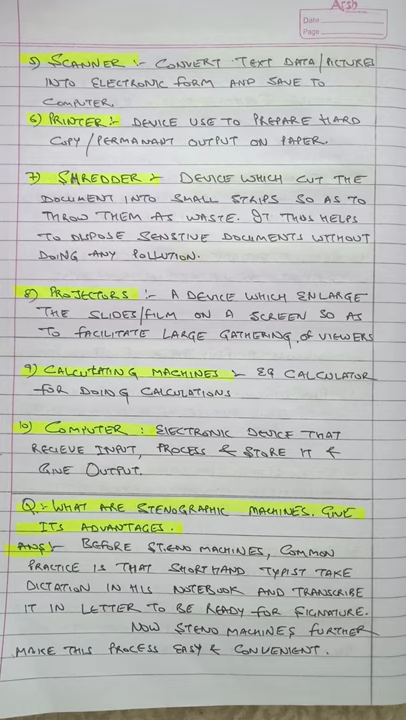 Arsh
Date
Page
5) SCANNER :- CONVERT TEXT DATA/PICTURES
INTO ELECTRONIC FORM AND SAVE TO
COMPUTER.
6) PRINTER :- DEVICE USE TO PREPARE HARD
COPY/PERMANANT OUTPUT ON PAPER.
7) SHREDDER :- DEVICE WHICH CUT THE
DOCUMENT INTO SMALL STRIPS SO AS TO
THROW THEM AS WASTE. IT THUS HELPS
TO DISPOSE SENSTIVE DOCUMENTS WITHOUT
DOING ANY POLLUTION.
8) PROJECTORS :- A DEVICE WHICH ENLARGE
THE SLIDES/FILM ON A SCREEN SO AS
TO FACILITATE LARGE GATHERING OF VIEWERS
9) CALCULATING MACHINES :- EG CALCULATOR
FOR DOING CALCULATIONS
10) COMPUTER : ELECTRONIC DEVICE THAT
RECIEVE INPUT, PROCESS & STORE IT &
GIVE OUTPUT.
Q:- WHAT ARE STENOGRAPHIC MACHINES. GIVE
ITS ADVANTAGES.
Ans:- BEFORE STENO MACHINES, COMMON
PRACTICE IS THAT SHORTHAND TYPIST TAKE
DICTATION IN HIS NOTEBOOK AND TRANSCRIBE
IT IN LETTER TO BE READY FOR SIGNATURE.
NOW STENO MACHINES FURTHER
MAKE THIS PROCESS EASY & CONVENIENT.